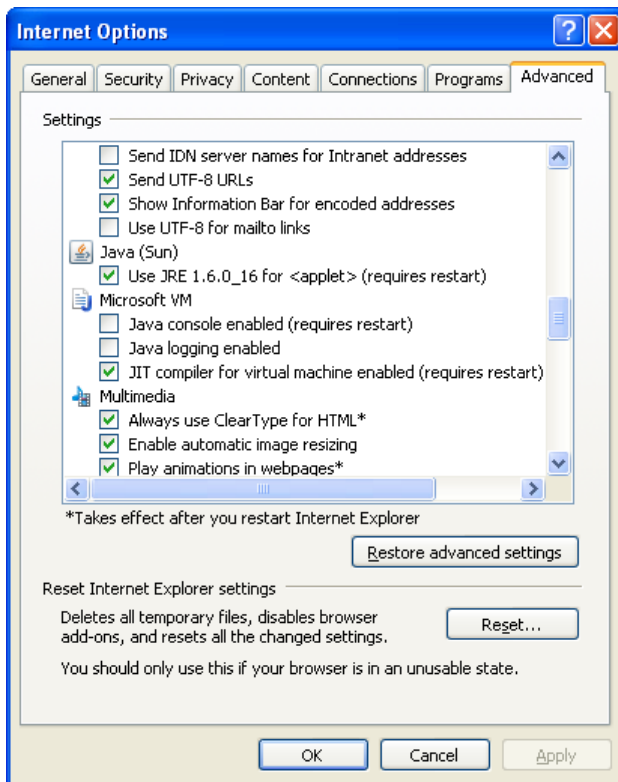 Internet Options
General Security Privacy Content Connections Programs Advanced
Settings
Send IDN server names for Intranet addresses
Send UTF-8 URLs
Show Information Bar for encoded addresses
Use UTF-8 for mailto links
Java (Sun)
Use JRE 1.6.0_16 for <applet> (requires restart)
Microsoft VM
Java console enabled (requires restart)
Java logging enabled
JIT compiler for virtual machine enabled (requires restart)
Multimedia
Always use ClearType for HTML*
Enable automatic image resizing
Play animations in webpages*
*Takes effect after you restart Internet Explorer
Restore advanced settings
Reset Internet Explorer settings
Deletes all temporary files, disables browser
add-ons, and resets all the changed settings.
Reset...
You should only use this if your browser is in an unusable state.
OK Cancel Apply